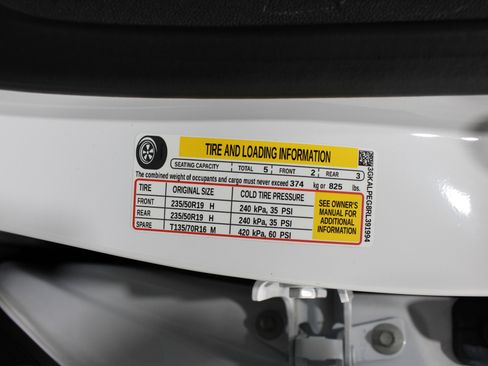 TIRE AND LOADING INFORMATION
SEATING CAPACITY TOTAL 5 FRONT 2 REAR 3
The combined weight of occupants and cargo must never exceed 374 kg or 825 lbs.
TIRE ORIGINAL SIZE COLD TIRE PRESSURE
FRONT 235/50R19 H 240 kPa, 35 PSI
REAR 235/50R19 H 240 kPa, 35 PSI
SPARE T135/70R16 M 420 kPa, 60 PSI
SEE OWNER'S
MANUAL FOR
ADDITIONAL
INFORMATION
3GKALPEG8RL391994